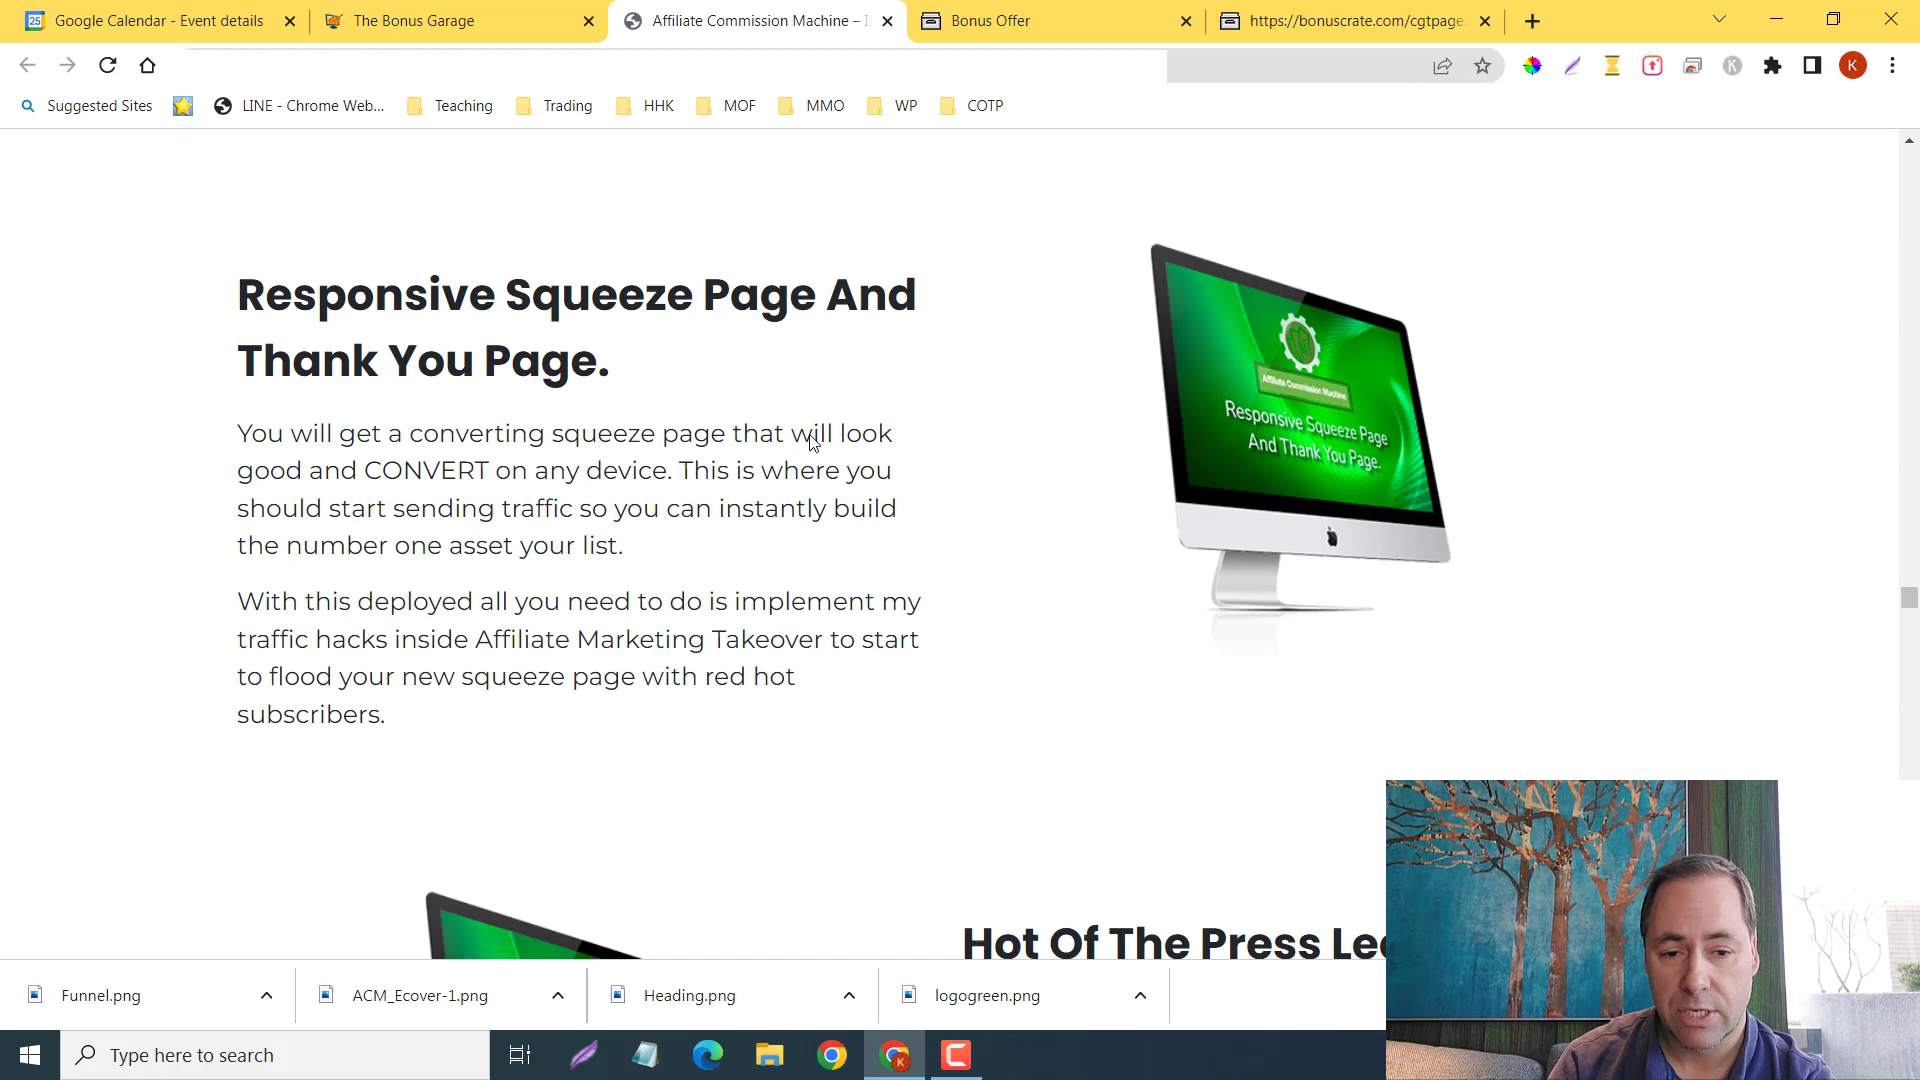 Google Calendar - Event details
The Bonus Garage
Affiliate Commission Machine –
Bonus Offer
https://bonuscrate.com/cgtpage
K
K
Suggested Sites
LINE - Chrome Web...
Teaching
Trading
HHK
MOF
MMO
WP
COTP
Responsive Squeeze Page And
Thank You Page.
You will get a converting squeeze page that will look
good and CONVERT on any device. This is where you
should start sending traffic so you can instantly build
the number one asset your list.
With this deployed all you need to do is implement my
traffic hacks inside Affiliate Marketing Takeover to start
to flood your new squeeze page with red hot
subscribers.
Affiliate Commission Machine
Responsive Squeeze Page
And Thank You Page.
Hot Of The Press
Funnel.png
ACM_Ecover-1.png
Heading.png
logogreen.png
Type here to search